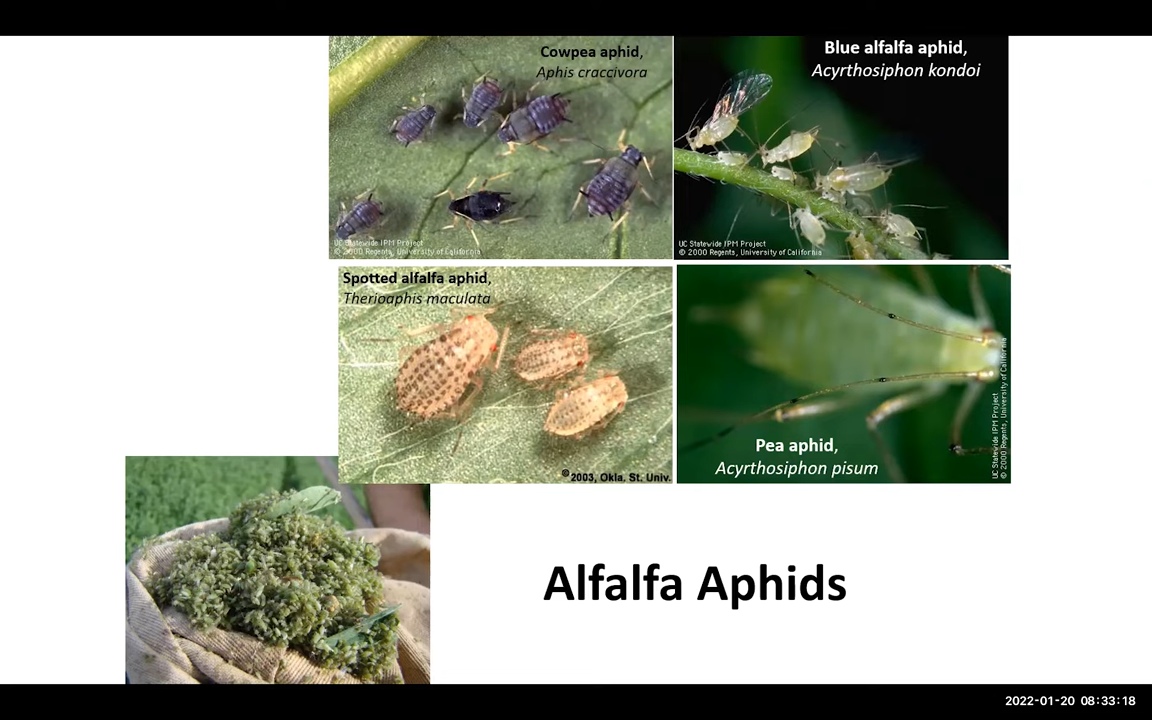 Cowpea aphid,
Aphis craccivora
UC Statewide IPM Project
© 2000 Regents, University of California
Blue alfalfa aphid,
Acyrthosiphon kondoi
UC Statewide IPM Project
© 2000 Regents, University of California
Spotted alfalfa aphid,
Therioaphis maculata
©2003, Okla. St. Univ.
Pea aphid,
Acyrthosiphon pisum
UC Statewide IPM Project
© 2000 Regents, University of California
Alfalfa Aphids
2022-01-20 08:33:18